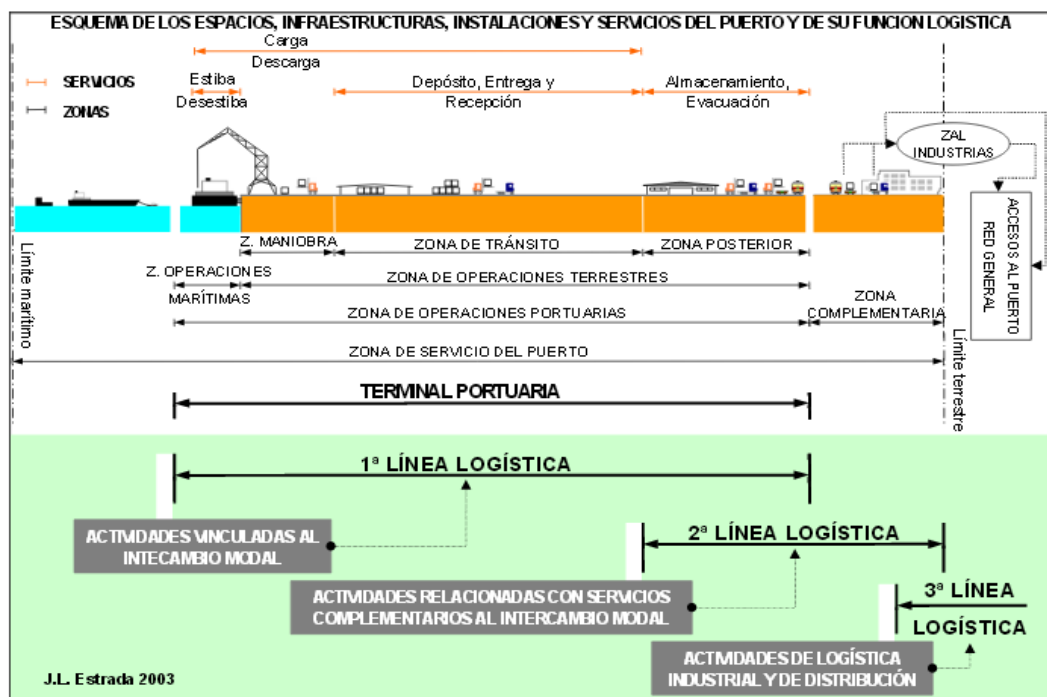 ESQUEMA DE LOS ESPACIOS, INFRAESTRUCTURAS, INSTALACIONES Y SERVICIOS DEL PUERTO Y DE SU FUNCION LOGISTICA
Carga
Descarga
SERVICIOS
ZONAS
Estiba
Desestiba
Depósito, Entrega y
Recepción
Almacenamiento,
Evacuación
ZAL
INDUSTRIAS
ACCESOS AL PUERTO
RED GENERAL
Límite marítimo
Z. MANIOBRA
ZONA DE TRÁNSITO
ZONA POSTERIOR
Z. OPERACIONES
MARÍTIMAS
ZONA DE OPERACIONES TERRESTRES
ZONA DE OPERACIONES PORTUARIAS
ZONA
COMPLEMENTARIA
ZONA DE SERVICIO DEL PUERTO
Límite terrestre
TERMINAL PORTUARIA
1ª LÍNEA LOGÍSTICA
ACTIVIDADES VINCULADAS AL
INTECAMBIO MODAL
2ª LÍNEA LOGÍSTICA
ACTIVIDADES RELACIONADAS CON SERVICIOS
COMPLEMENTARIOS AL INTERCAMBIO MODAL
3ª LÍNEA
LOGÍSTICA
ACTIVIDADES DE LOGÍSTICA
INDUSTRIAL Y DE DISTRIBUCIÓN
J.L. Estrada 2003